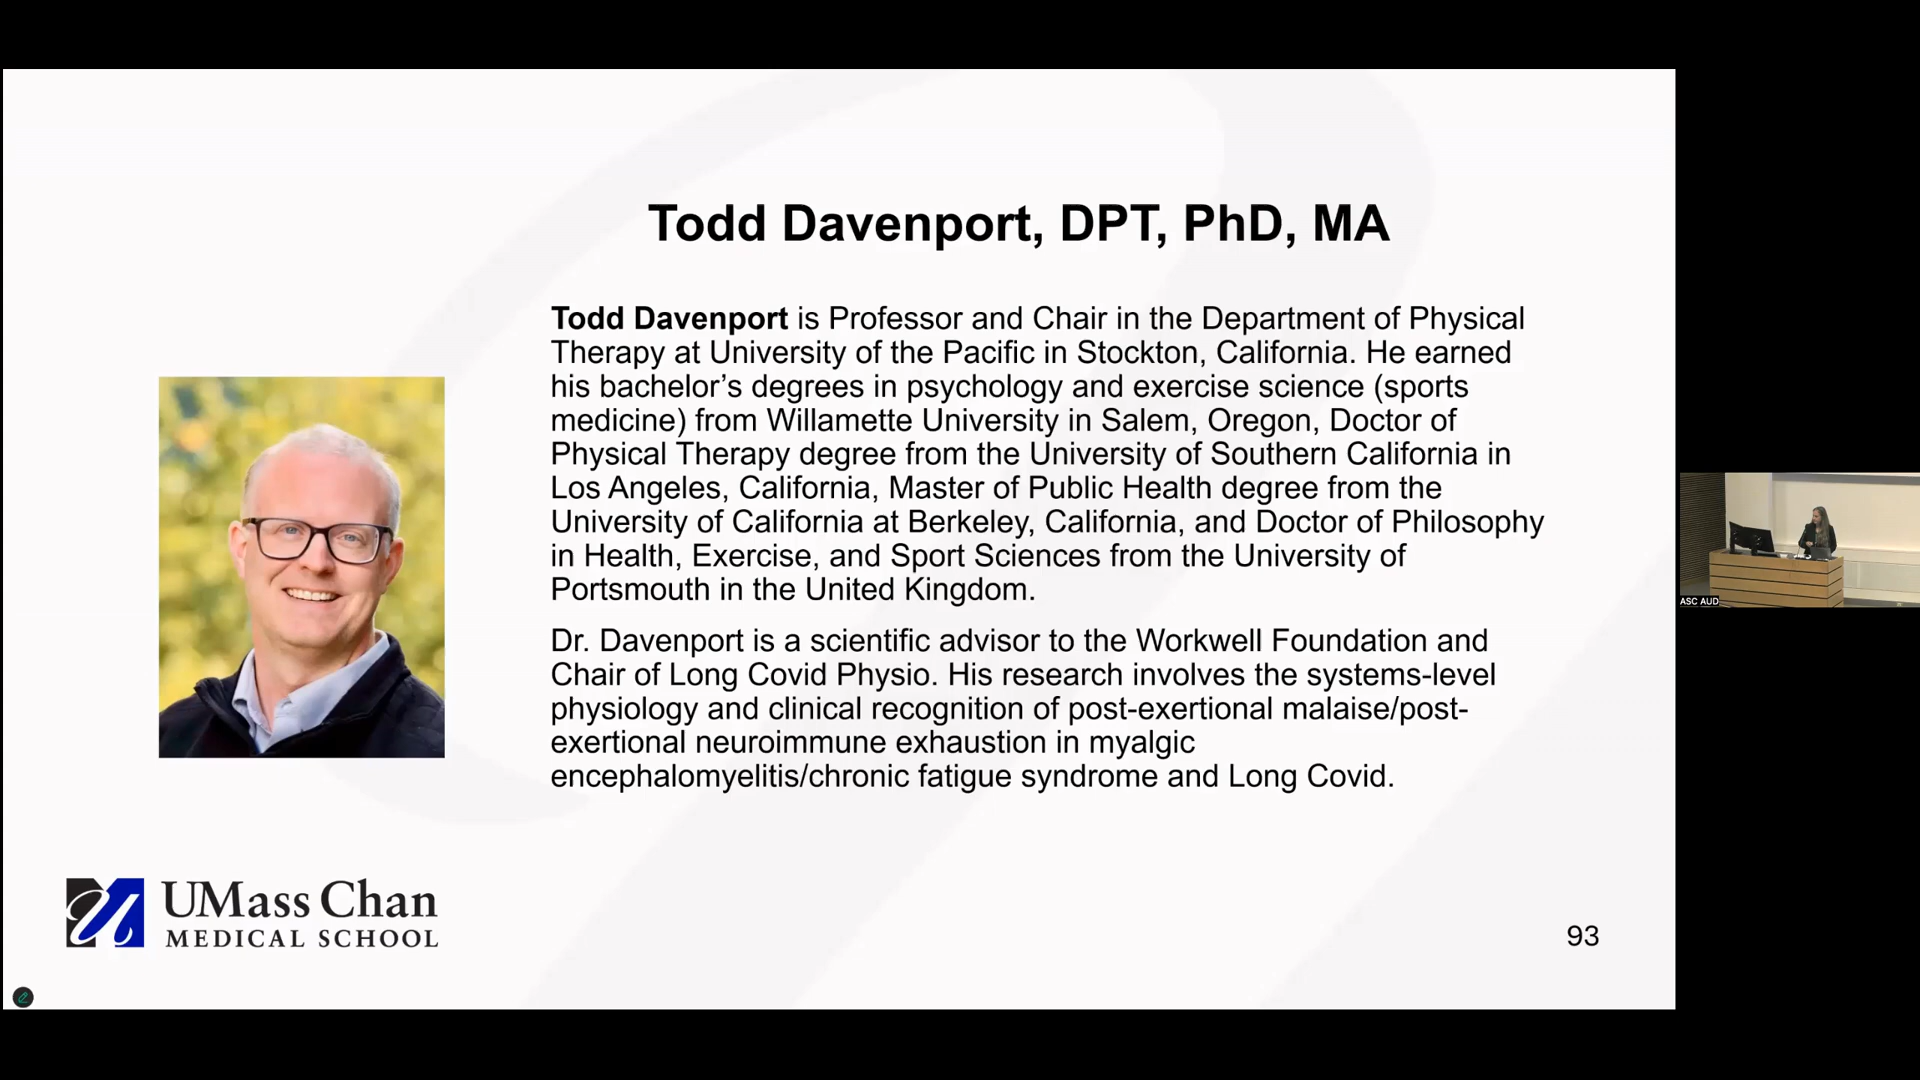 Todd Davenport, DPT, PhD, MA
Todd Davenport is Professor and Chair in the Department of Physical
Therapy at University of the Pacific in Stockton, California. He earned
his bachelor’s degrees in psychology and exercise science (sports
medicine) from Willamette University in Salem, Oregon, Doctor of
Physical Therapy degree from the University of Southern California in
Los Angeles, California, Master of Public Health degree from the
University of California at Berkeley, California, and Doctor of Philosophy
in Health, Exercise, and Sport Sciences from the University of
Portsmouth in the United Kingdom.
Dr. Davenport is a scientific advisor to the Workwell Foundation and
Chair of Long Covid Physio. His research involves the systems-level
physiology and clinical recognition of post-exertional malaise/post-
exertional neuroimmune exhaustion in myalgic
encephalomyelitis/chronic fatigue syndrome and Long Covid.
UMass Chan
MEDICAL SCHOOL
93
ASC AUD